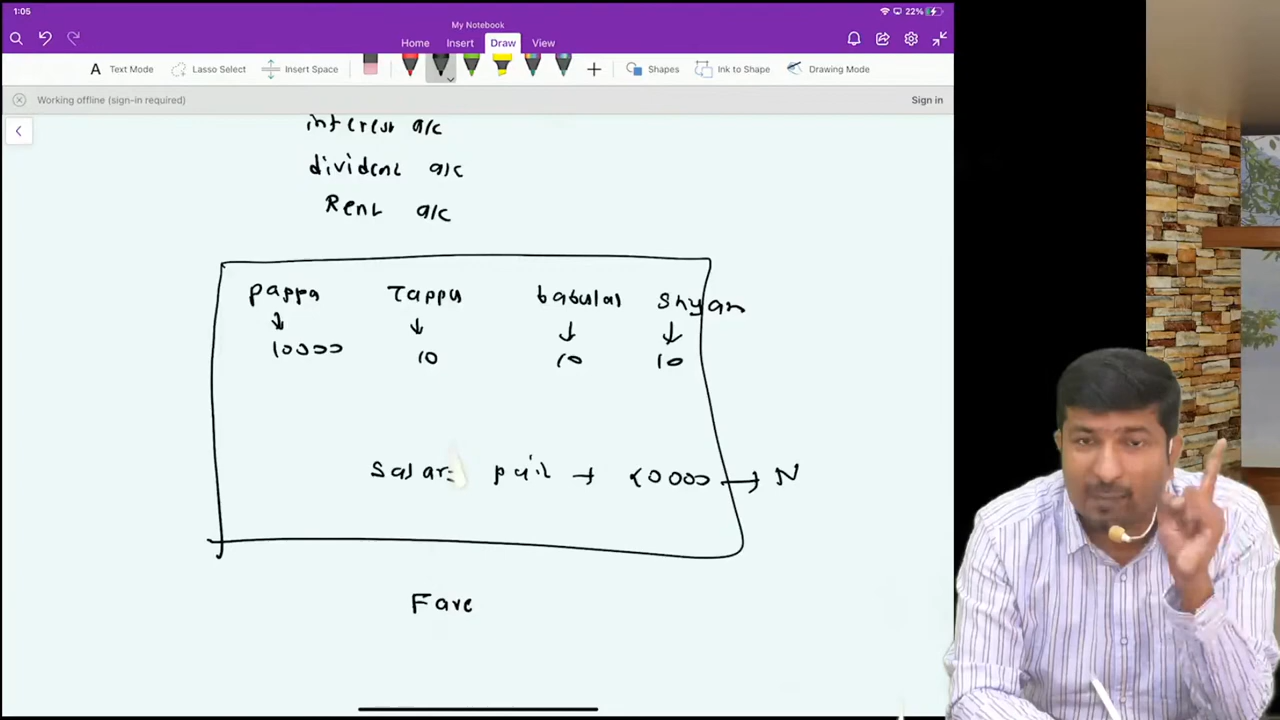 1:05
22%
My Notebook
Home Insert Draw View
A Text Mode Lasso Select Insert Space Shapes Ink to Shape Drawing Mode
Working offline (sign-in required) Sign in
interest a/c
divident a/c
Rent a/c
pappu Tappu babulal Shyam
10000 10 10 10
Salary paid → 10000 → N
Fare